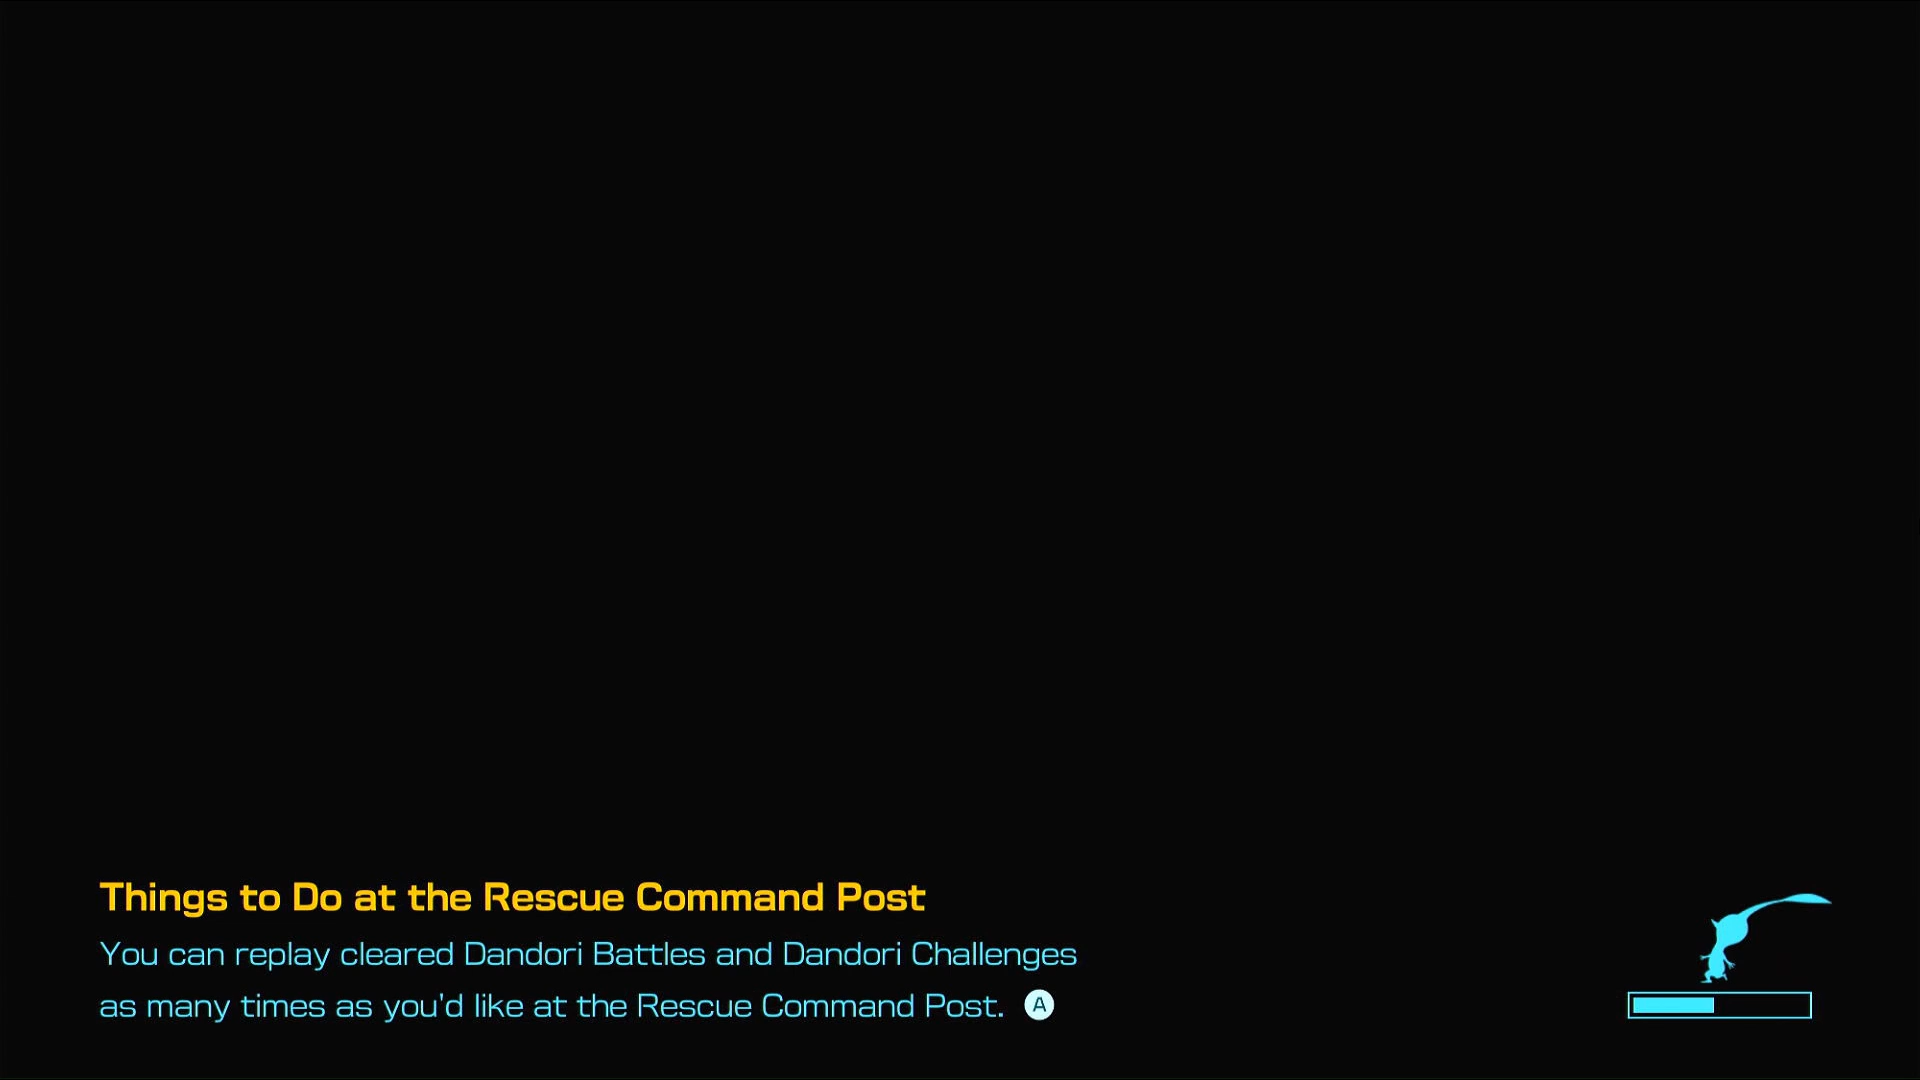 Things to Do at the Rescue Command Post
You can replay cleared Dandori Battles and Dandori Challenges
as many times as you'd like at the Rescue Command Post. A